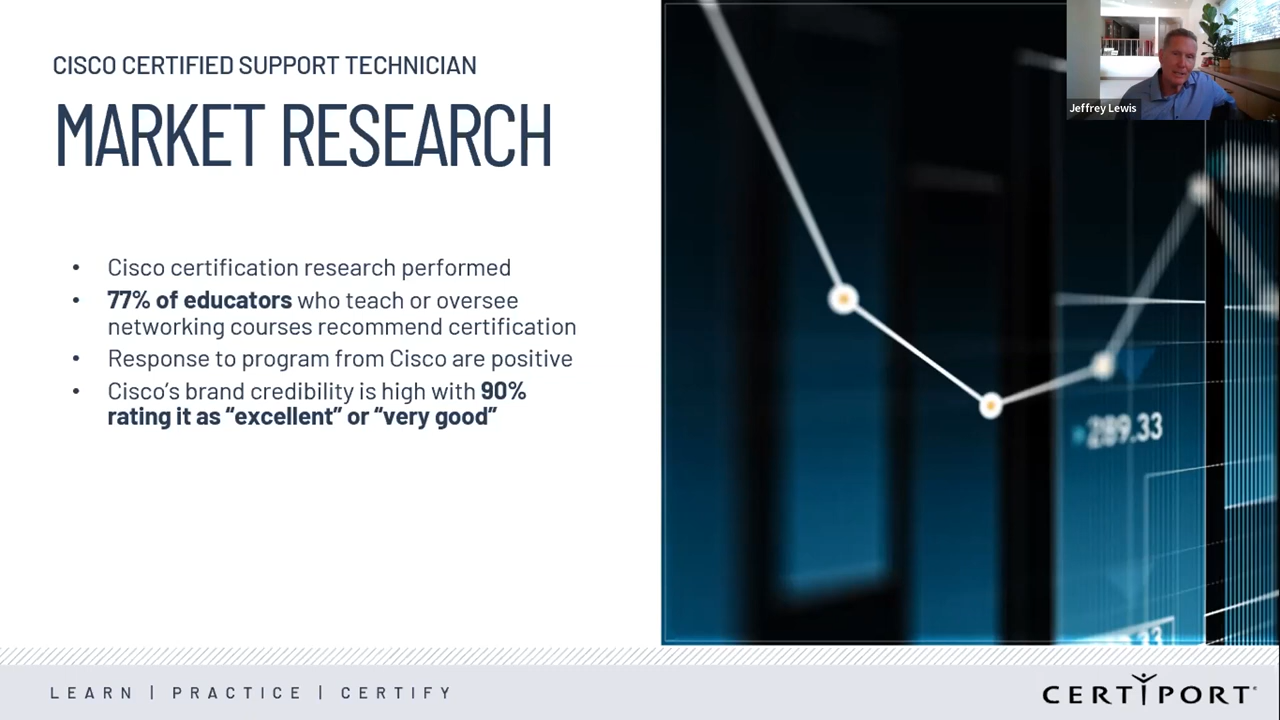 CISCO CERTIFIED SUPPORT TECHNICIAN
MARKET RESEARCH
• Cisco certification research performed
• 77% of educators who teach or oversee
networking courses recommend certification
• Response to program from Cisco are positive
• Cisco’s brand credibility is high with 90%
rating it as “excellent” or “very good”
Jeffrey Lewis
289.33
LEARN | PRACTICE | CERTIFY
CERTIPORT